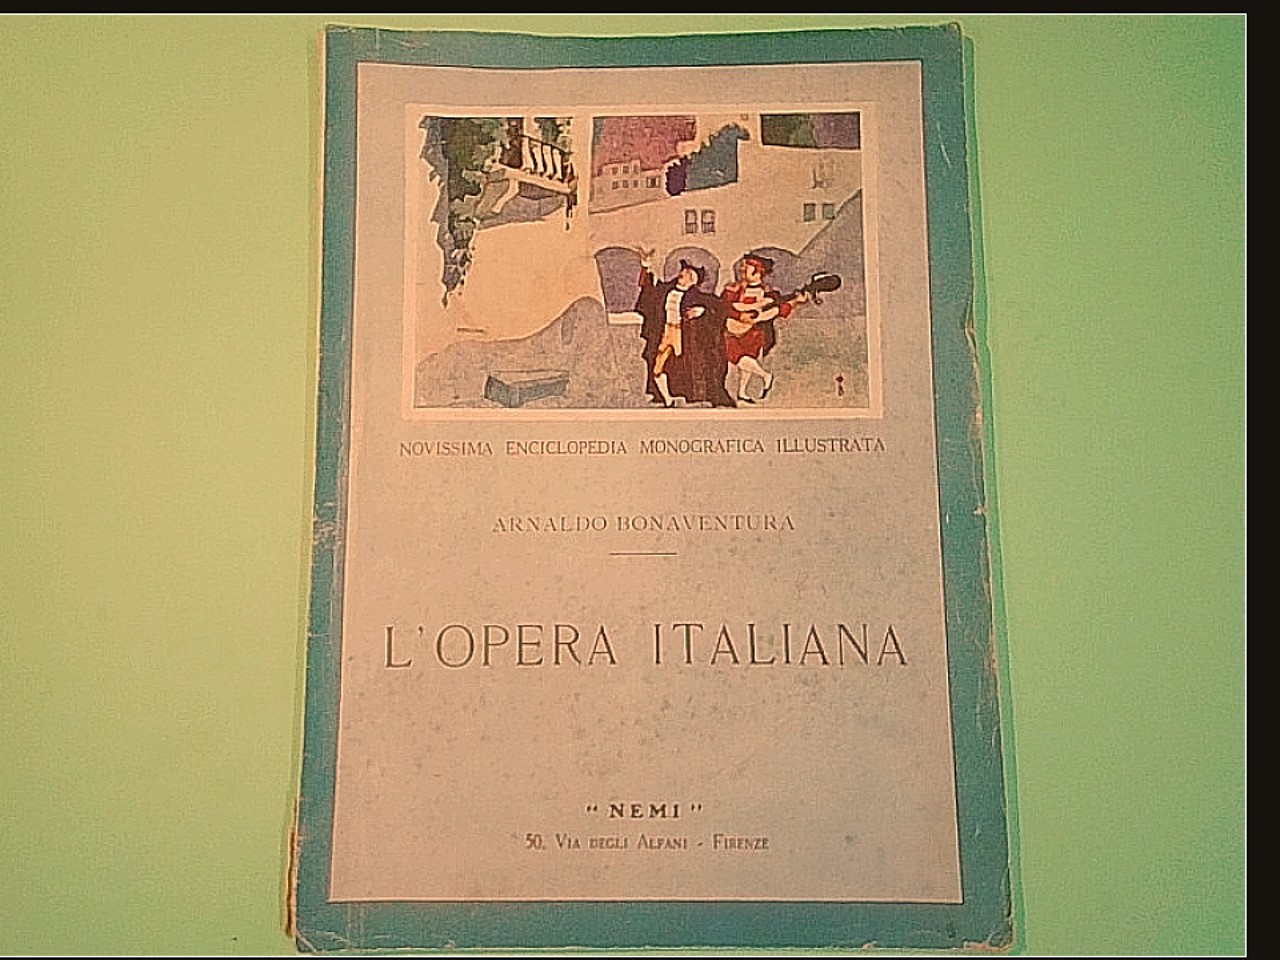 NOVISSIMA ENCICLOPEDIA MONOGRAFICA ILLUSTRATA
ARNALDO BONAVENTURA
L'OPERA ITALIANA
“ NEMI ”
50, VIA DEGLI ALFANI - FIRENZE